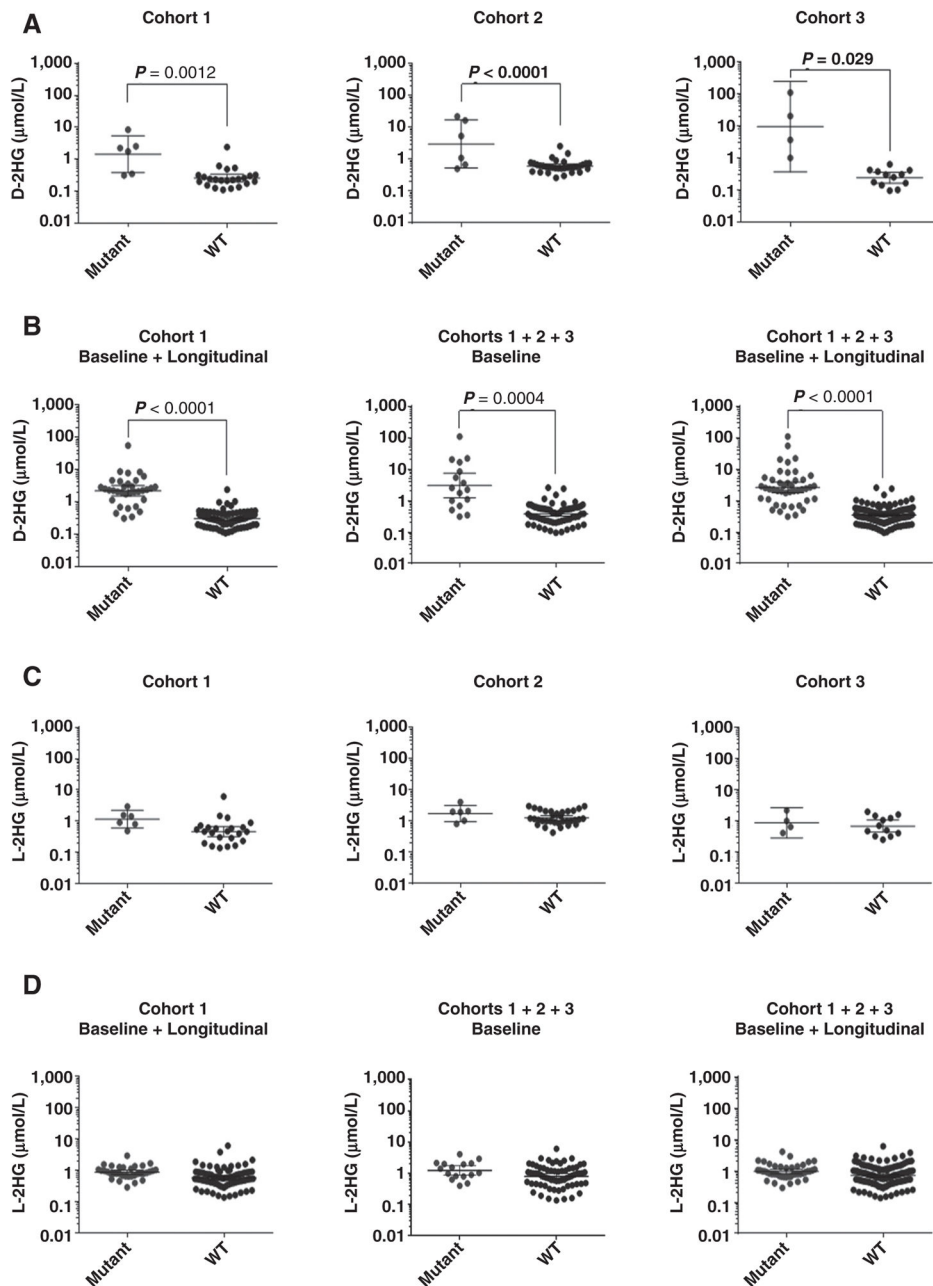 A
Cohort 1
D-2HG (μmol/L)
1,000
100
10
1
0.1
0.01
P = 0.0012
Mutant
WT
Cohort 2
D-2HG (μmol/L)
1,000
100
10
1
0.1
0.01
P < 0.0001
Mutant
WT
Cohort 3
D-2HG (μmol/L)
1,000
100
10
1
0.1
0.01
P = 0.029
Mutant
WT
B
Cohort 1
Baseline + Longitudinal
D-2HG (μmol/L)
1,000
100
10
1
0.1
0.01
P < 0.0001
Mutant
WT
Cohorts 1 + 2 + 3
Baseline
D-2HG (μmol/L)
1,000
100
10
1
0.1
0.01
P = 0.0004
Mutant
WT
Cohort 1 + 2 + 3
Baseline + Longitudinal
D-2HG (μmol/L)
1,000
100
10
1
0.1
0.01
P < 0.0001
Mutant
WT
C
Cohort 1
L-2HG (μmol/L)
1,000
100
10
1
0.1
0.01
Mutant
WT
Cohort 2
L-2HG (μmol/L)
1,000
100
10
1
0.1
0.01
Mutant
WT
Cohort 3
L-2HG (μmol/L)
1,000
100
10
1
0.1
0.01
Mutant
WT
D
Cohort 1
Baseline + Longitudinal
L-2HG (μmol/L)
1,000
100
10
1
0.1
0.01
Mutant
WT
Cohorts 1 + 2 + 3
Baseline
L-2HG (μmol/L)
1,000
100
10
1
0.1
0.01
Mutant
WT
Cohort 1 + 2 + 3
Baseline + Longitudinal
L-2HG (μmol/L)
1,000
100
10
1
0.1
0.01
Mutant
WT